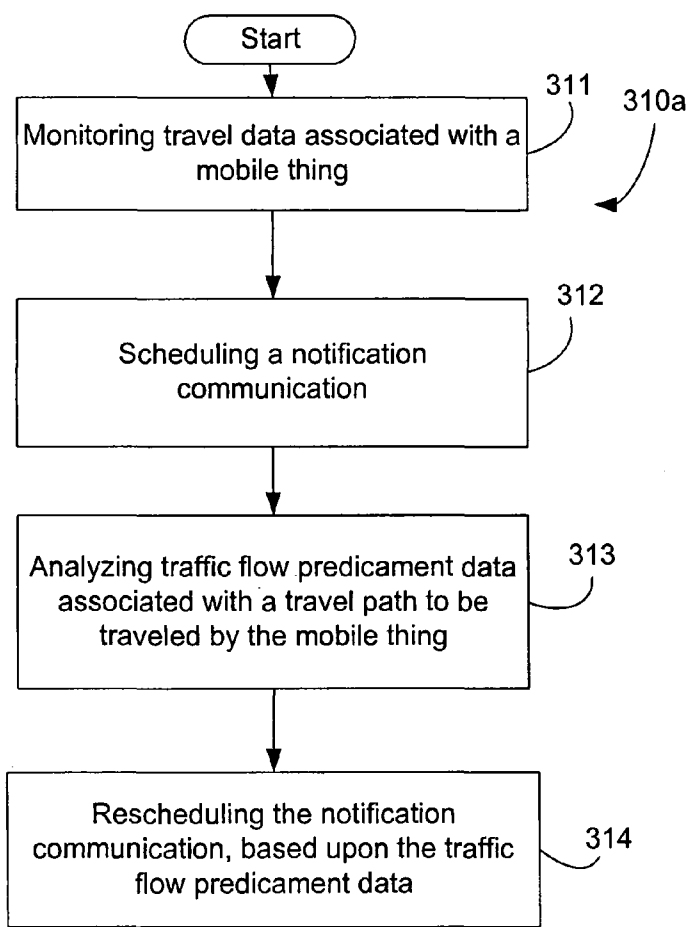 Start
311
310a
Monitoring travel data associated with a
mobile thing
312
Scheduling a notification
communication
313
Analyzing traffic flow predicament data
associated with a travel path to be
traveled by the mobile thing
Rescheduling the notification
communication, based upon the traffic
flow predicament data
314